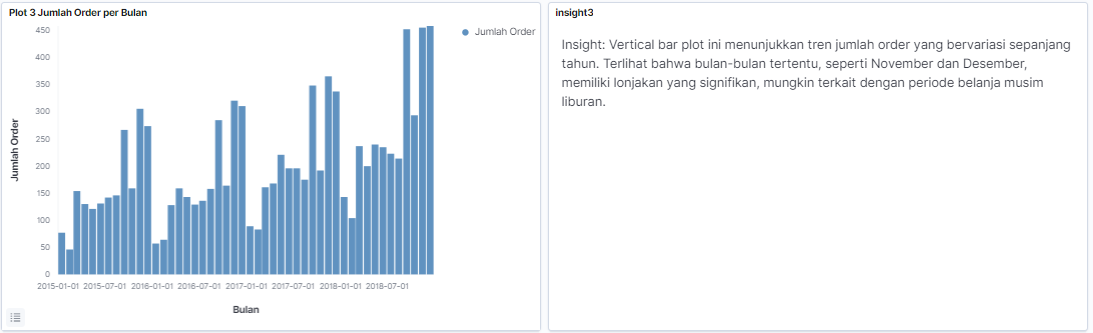 Plot 3 Jumlah Order per Bulan
Jumlah Order
450
400
350
300
250
200
150
100
50
0
Jumlah Order
2015-01-01 2015-07-01 2016-01-01 2016-07-01 2017-01-01 2017-07-01 2018-01-01 2018-07-01
Bulan
insight3
Insight: Vertical bar plot ini menunjukkan tren jumlah order yang bervariasi sepanjang
tahun. Terlihat bahwa bulan-bulan tertentu, seperti November dan Desember,
memiliki lonjakan yang signifikan, mungkin terkait dengan periode belanja musim
liburan.